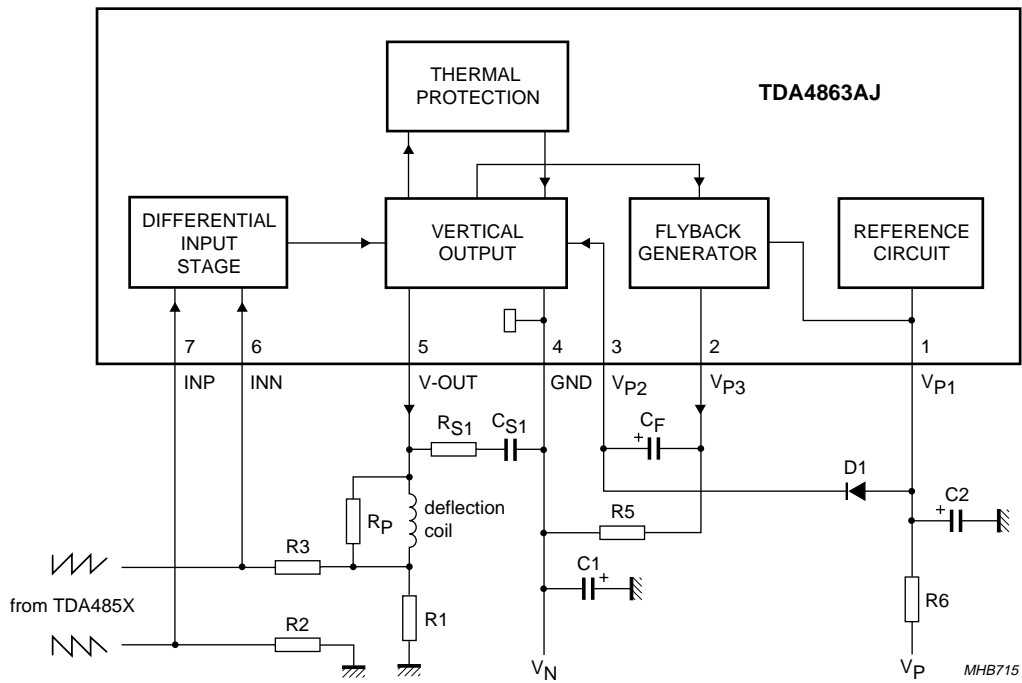 THERMAL
PROTECTION
TDA4863AJ
DIFFERENTIAL
INPUT
STAGE
VERTICAL
OUTPUT
FLYBACK
GENERATOR
REFERENCE
CIRCUIT
7
6
5
4
3
2
1
INP
INN
V-OUT
GND
VP2
VP3
VP1
RS1
CS1
+
CF
D1
RP
deflection
coil
R5
+
C2
R3
C1
+
from TDA485X
R1
R6
R2
VN
VP
MHB715